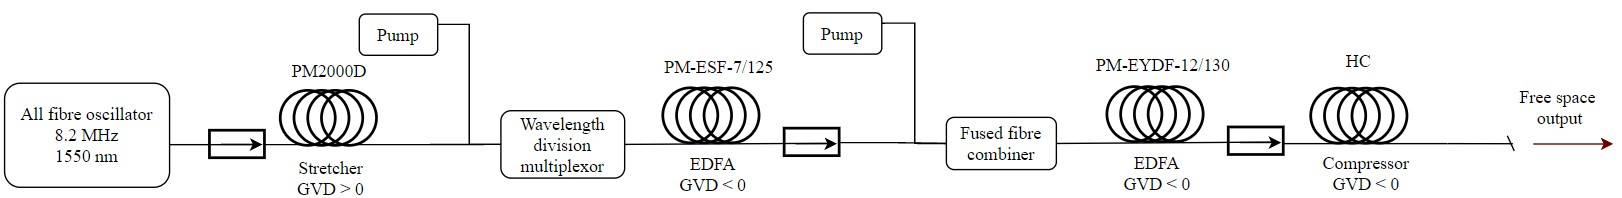 All fibre oscillator
8.2 MHz
1550 nm
PM2000D
Stretcher
GVD > 0
Pump
Wavelength
division
multiplexor
PM-ESF-7/125
EDFA
GVD < 0
Pump
Fused fibre
combiner
PM-EYDF-12/130
EDFA
GVD < 0
HC
Compressor
GVD < 0
Free space
output